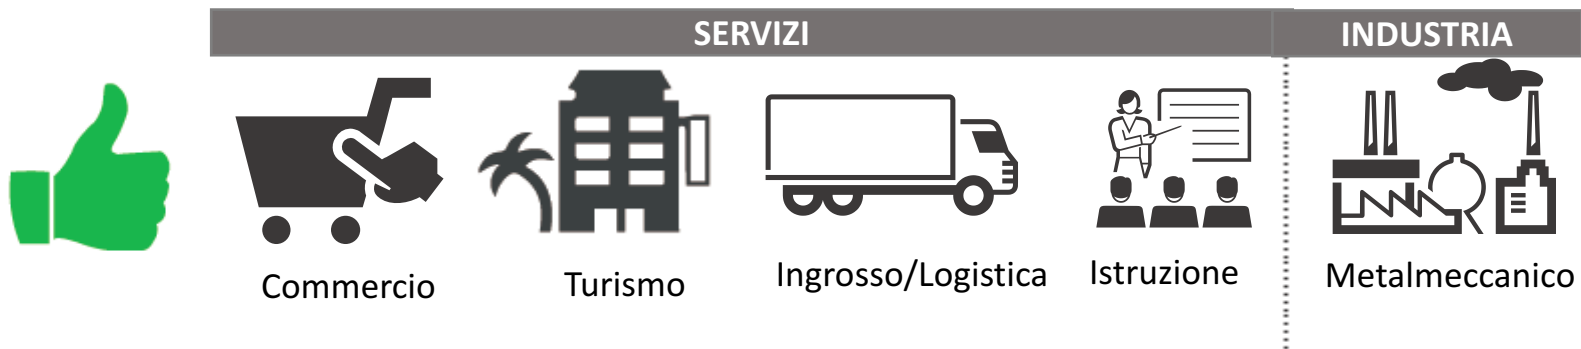 SERVIZI
INDUSTRIA
Commercio
Turismo
Ingrosso/Logistica
Istruzione
Metalmeccanico